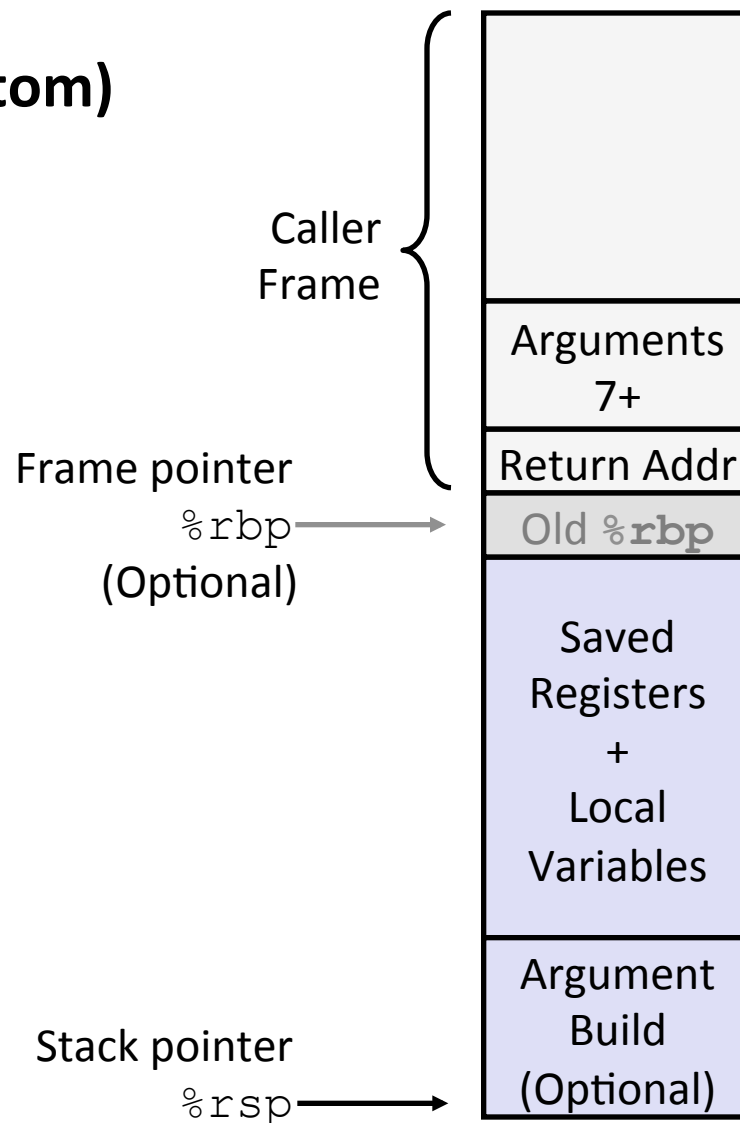 tom)
Caller
Frame
Arguments
7+
Return Addr
Frame pointer
%rbp
(Optional)
Old %rbp
Saved
Registers
+
Local
Variables
Argument
Build
(Optional)
Stack pointer
%rsp